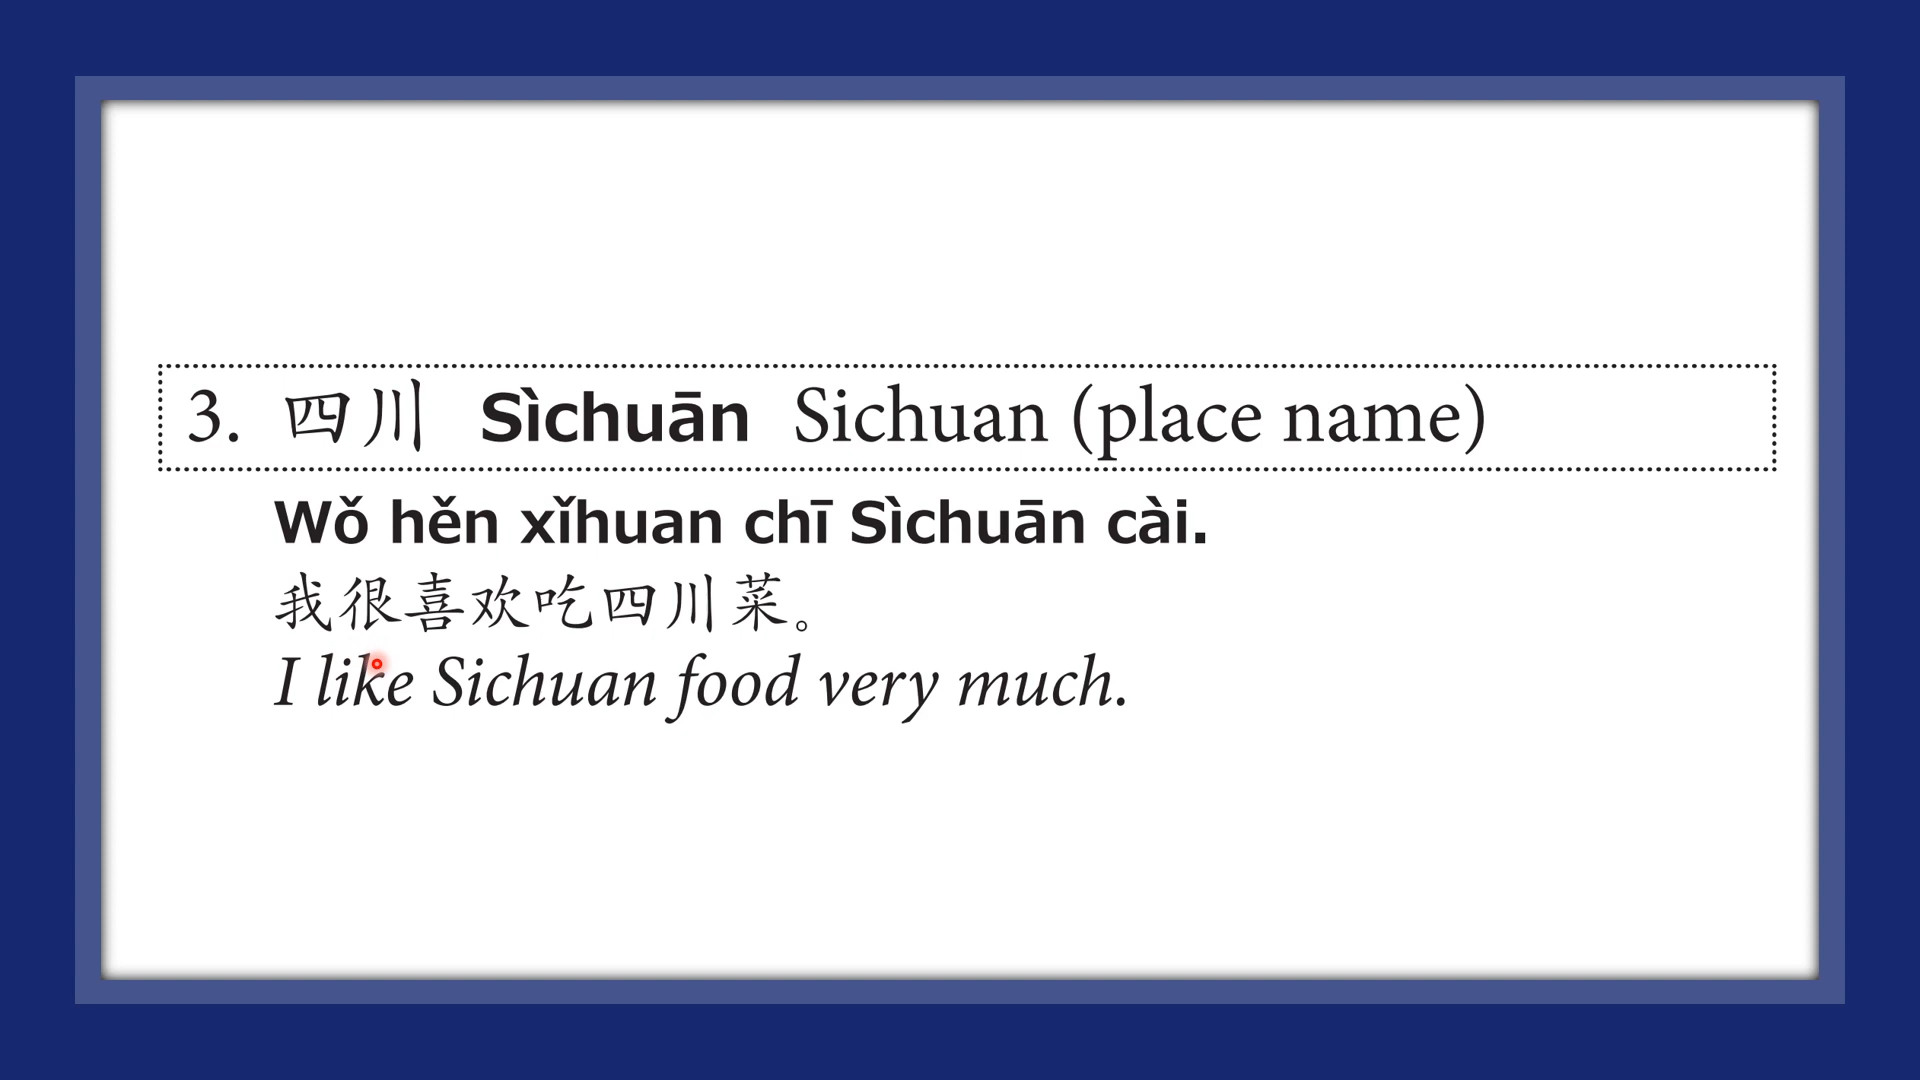 3. 四川 Sìchuān Sichuan (place name)
Wǒ hěn xǐhuan chī Sìchuān cài.
我很喜欢吃四川菜。
I like Sichuan food very much.